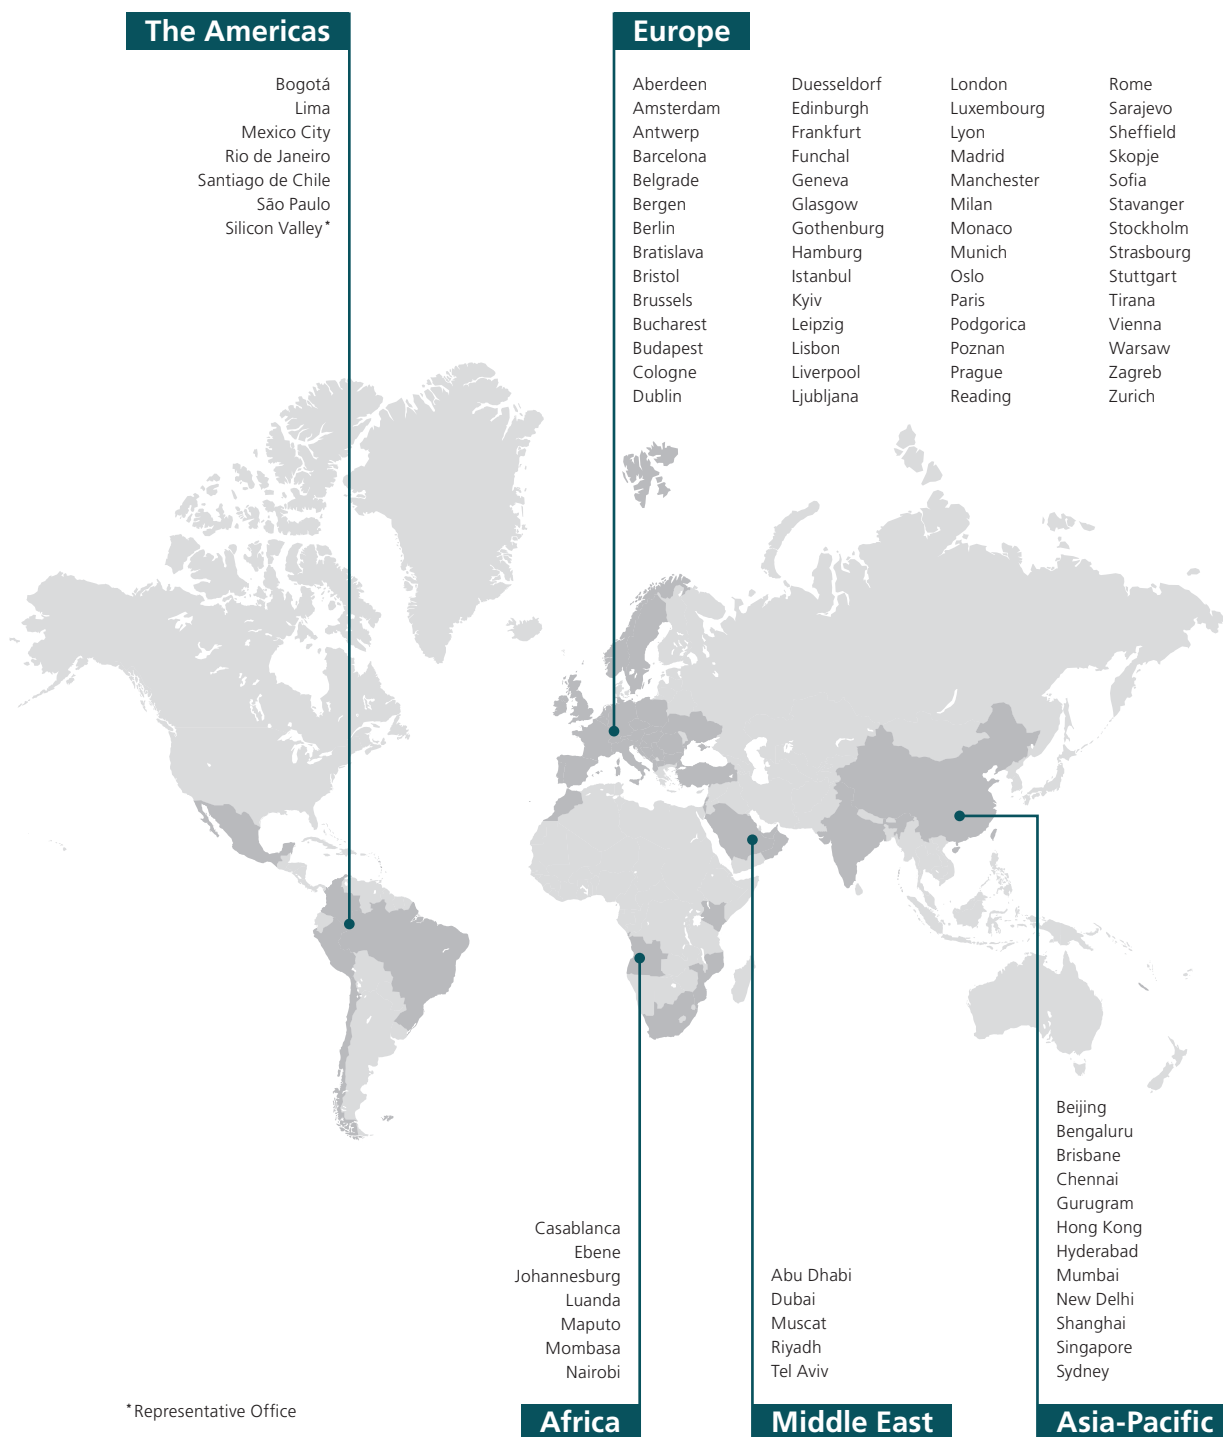 The Americas
Bogotá
Lima
Mexico City
Rio de Janeiro
Santiago de Chile
São Paulo
Silicon Valley*
Europe
Aberdeen
Amsterdam
Antwerp
Barcelona
Belgrade
Bergen
Berlin
Bratislava
Bristol
Brussels
Bucharest
Budapest
Cologne
Dublin
Duesseldorf
Edinburgh
Frankfurt
Funchal
Geneva
Glasgow
Gothenburg
Hamburg
Istanbul
Kyiv
Leipzig
Lisbon
Liverpool
Ljubljana
London
Luxembourg
Lyon
Madrid
Manchester
Milan
Monaco
Munich
Oslo
Paris
Podgorica
Poznan
Prague
Reading
Rome
Sarajevo
Sheffield
Skopje
Sofia
Stavanger
Stockholm
Strasbourg
Stuttgart
Tirana
Vienna
Warsaw
Zagreb
Zurich
Casablanca
Ebene
Johannesburg
Luanda
Maputo
Mombasa
Nairobi
Africa
Abu Dhabi
Dubai
Muscat
Riyadh
Tel Aviv
Middle East
Beijing
Bengaluru
Brisbane
Chennai
Gurugram
Hong Kong
Hyderabad
Mumbai
New Delhi
Shanghai
Singapore
Sydney
Asia-Pacific
*Representative Office